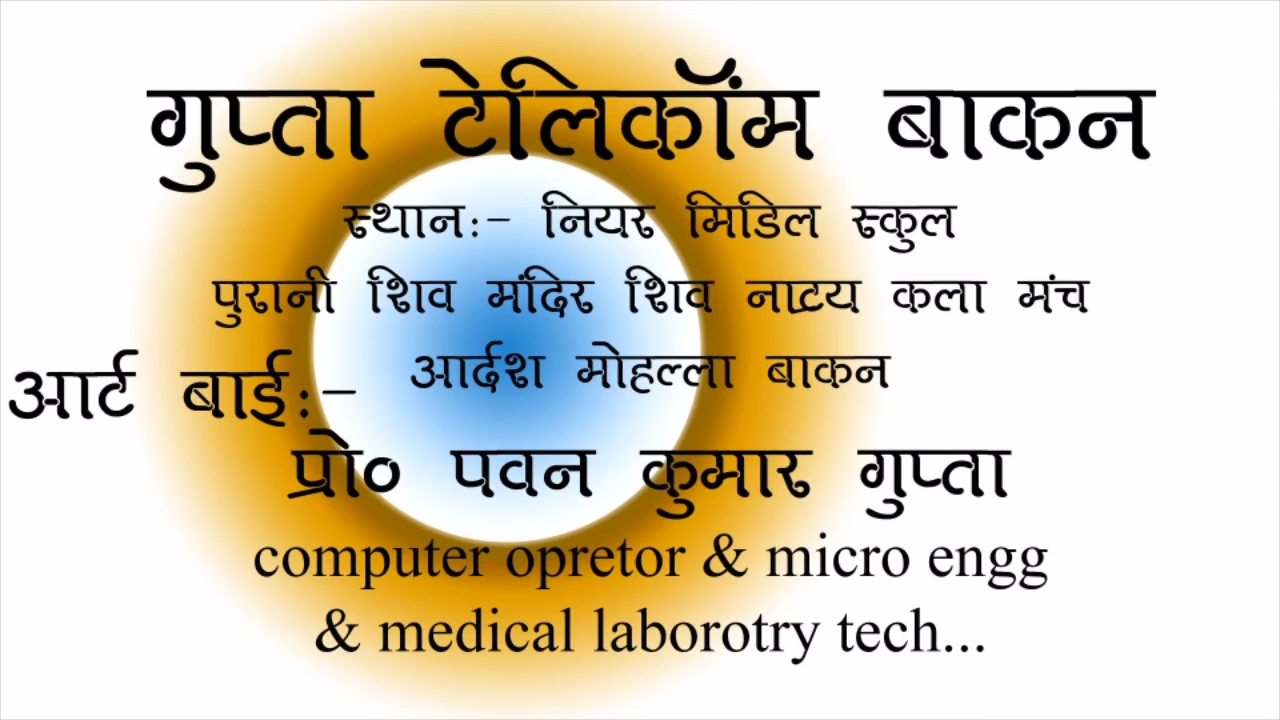 गुप्ता टेलिकॉम बाकन
स्थान:- नियर मिडिल स्कुल
पुरानी शिव मंदिर शिव नाट्य कला मंच
आर्दश मोहल्ला बाकन
आर्ट बाई:-
प्रो० पवन कुमार गुप्ता
computer opretor & micro engg
& medical laborotry tech...